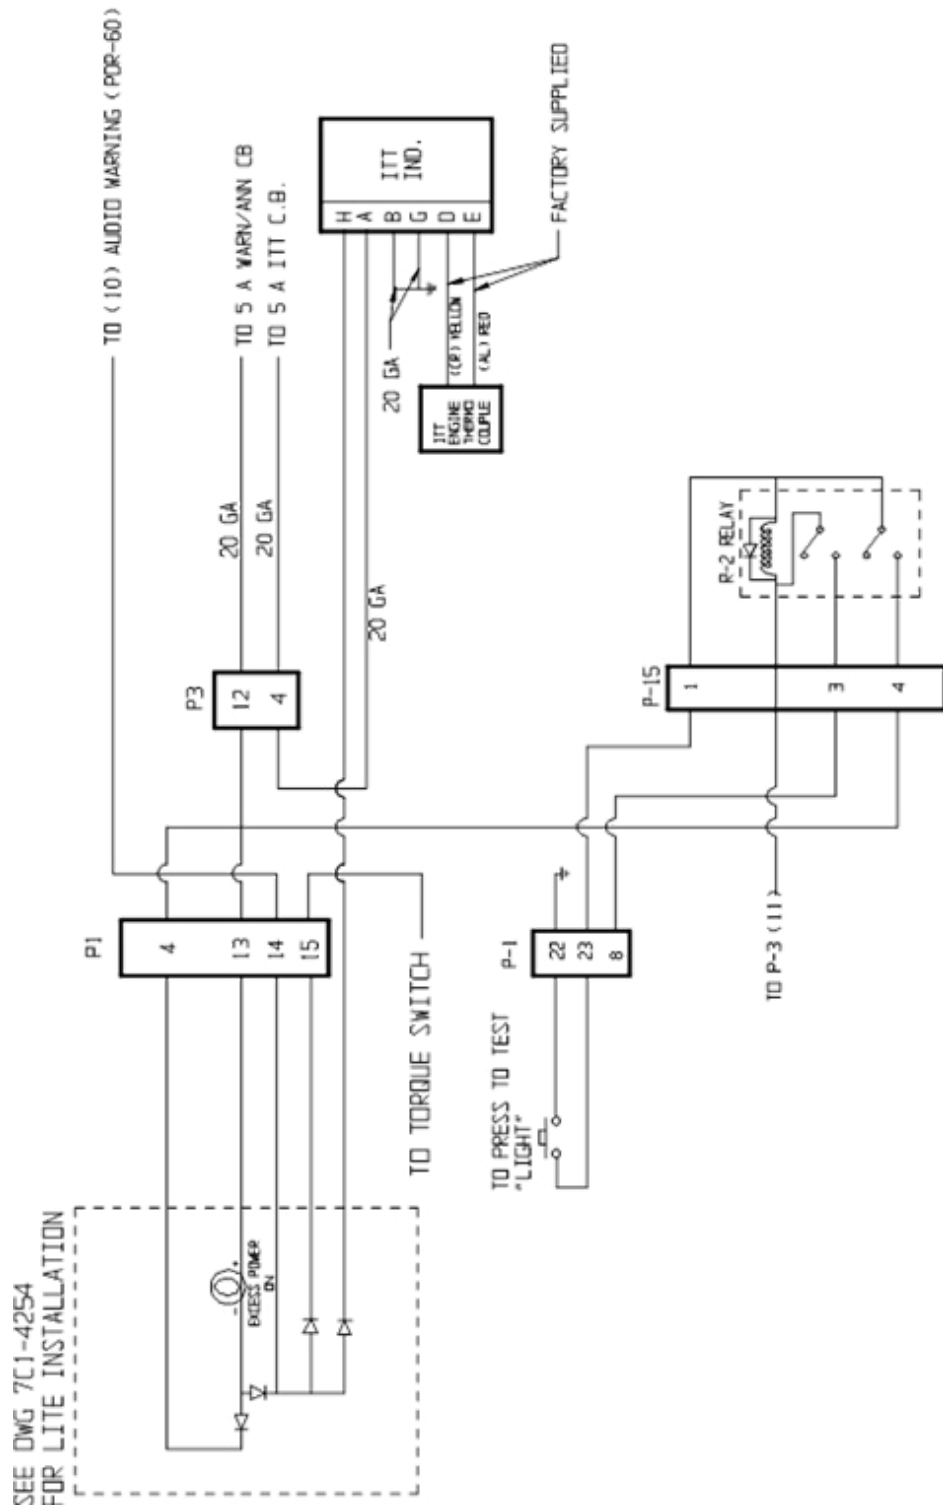 SEE DWG 7C1-4254
FOR LITE INSTALLATION
EXCESS POWER
ON
-
+
P1
4
13
14
15
TO TORQUE SWITCH
TO (10) AUDIO WARNING (PDR-60)
P3
12
4
20 GA
20 GA
TO 5 A WARN/ANN CB
TO 5 A ITT C.B.
20 GA
H
A
B
G
D
E
ITT
IND.
20 GA
(CR) YELLOW
(AL) RED
ITT
ENGINE
THERMO
COUPLE
FACTORY SUPPLIED
TO PRESS TO TEST
"LIGHT"
P-1
22
23
8
P-15
1
3
4
R-2 RELAY
TO P-3 (11)